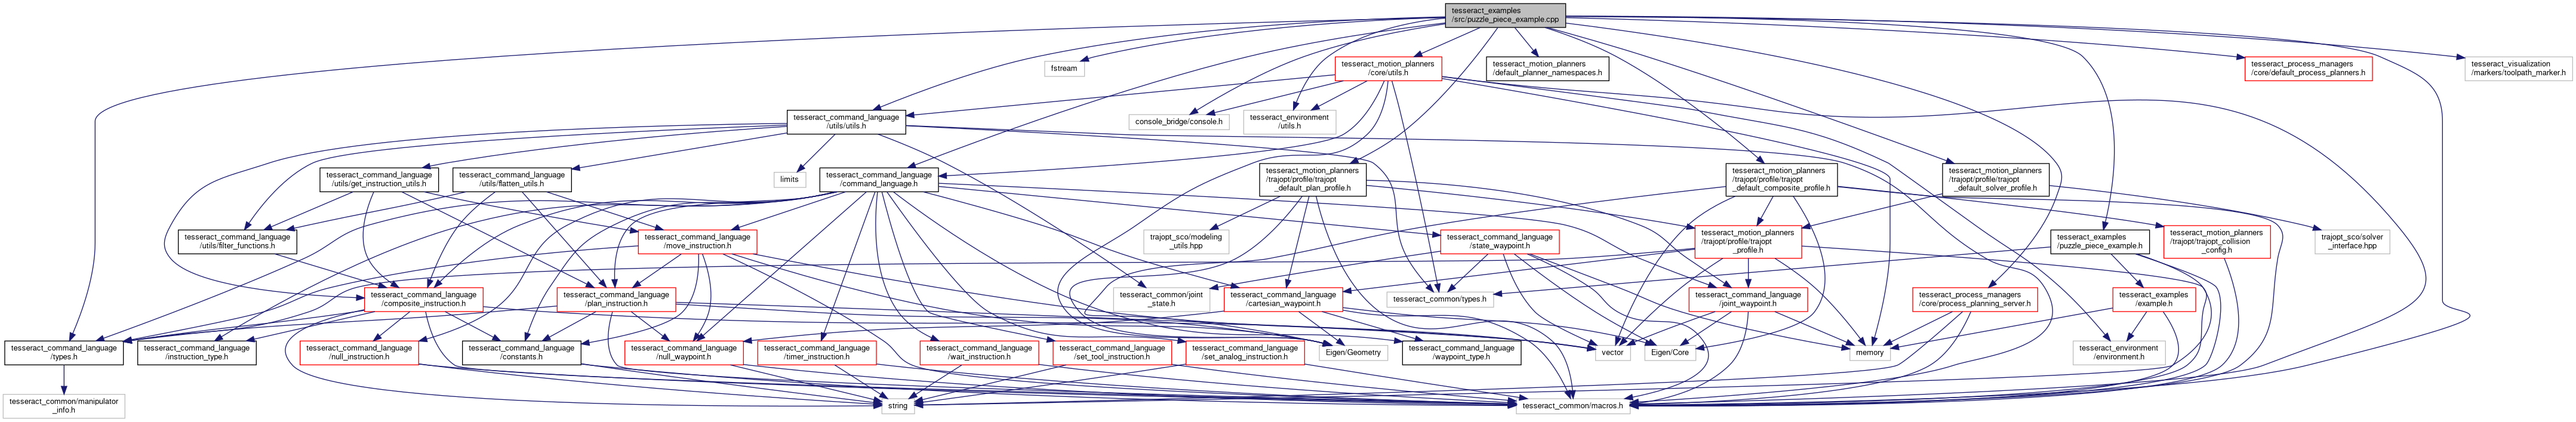 tesseract_examples
/src/puzzle_piece_example.cpp
fstream
tesseract_motion_planners
/core/utils.h
tesseract_motion_planners
/default_planner_namespaces.h
tesseract_process_managers
/core/default_process_planners.h
tesseract_visualization
/markers/toolpath_marker.h
tesseract_command_language
/utils/utils.h
console_bridge/console.h
tesseract_environment
/utils.h
tesseract_command_language
/utils/get_instruction_utils.h
tesseract_command_language
/utils/flatten_utils.h
limits
tesseract_command_language
/command_language.h
tesseract_motion_planners
/trajopt/profile/trajopt
_default_plan_profile.h
tesseract_motion_planners
/trajopt/profile/trajopt
_default_composite_profile.h
tesseract_motion_planners
/trajopt/profile/trajopt
_default_solver_profile.h
tesseract_command_language
/utils/filter_functions.h
tesseract_command_language
/move_instruction.h
trajopt_sco/modeling
_utils.hpp
tesseract_command_language
/state_waypoint.h
tesseract_motion_planners
/trajopt/profile/trajopt
_profile.h
tesseract_examples
/puzzle_piece_example.h
tesseract_motion_planners
/trajopt/trajopt_collision
_config.h
trajopt_sco/solver
_interface.hpp
tesseract_command_language
/composite_instruction.h
tesseract_command_language
/plan_instruction.h
tesseract_common/joint
_state.h
tesseract_command_language
/cartesian_waypoint.h
tesseract_common/types.h
tesseract_command_language
/joint_waypoint.h
tesseract_process_managers
/core/process_planning_server.h
tesseract_examples
/example.h
tesseract_command_language
/types.h
tesseract_command_language
/instruction_type.h
tesseract_command_language
/null_instruction.h
tesseract_command_language
/constants.h
tesseract_command_language
/null_waypoint.h
tesseract_command_language
/timer_instruction.h
tesseract_command_language
/wait_instruction.h
tesseract_command_language
/set_tool_instruction.h
tesseract_command_language
/set_analog_instruction.h
Eigen/Geometry
tesseract_command_language
/waypoint_type.h
vector
Eigen/Core
memory
tesseract_environment
/environment.h
tesseract_common/manipulator
_info.h
string
tesseract_common/macros.h